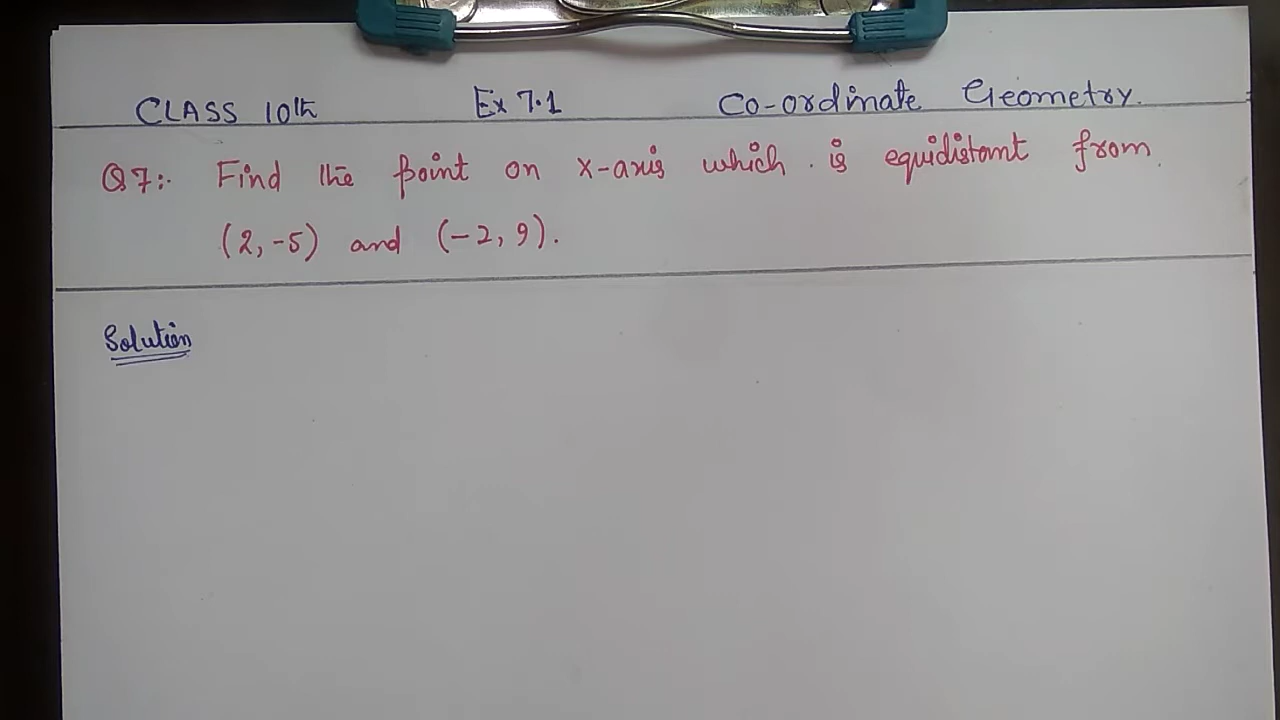 CLASS 10th Ex 7.1 Co-ordinate Geometry.
Q7:. Find the point on x-axis which is equidistant from
(2,-5) and (-2, 9).
Solution